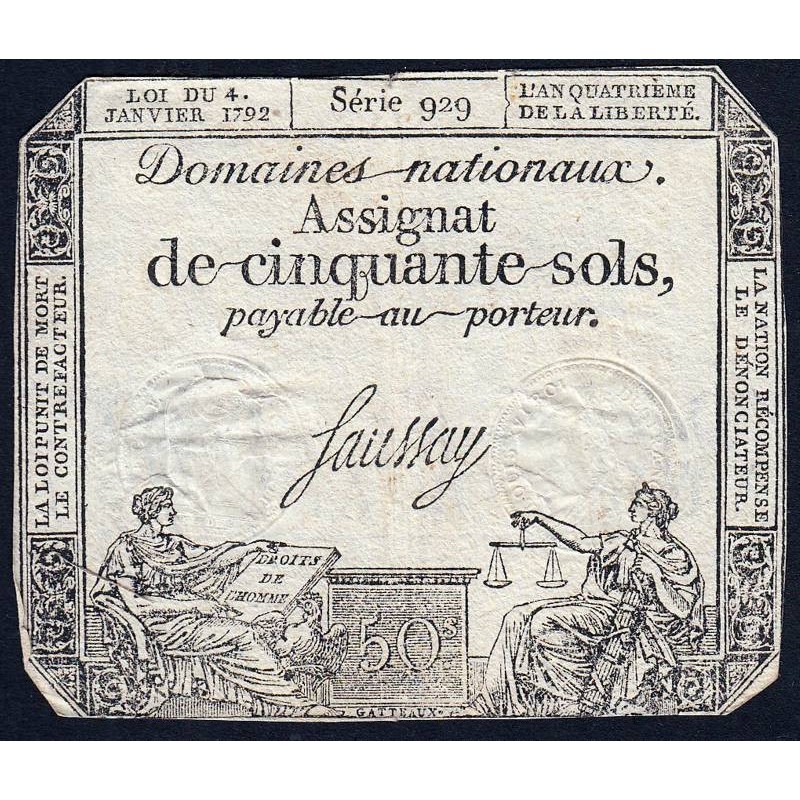 LOI DU 4.
JANVIER 1792
Série 929
L'AN QUATRIÈME
DE LA LIBERTÉ.
Domaines nationaux.
Assignat
de cinquante sols,
payable au porteur.
LA LOI PUNIT DE MORT
LE CONTREFACTEUR.
LA NATION RÉCOMPENSE
LE DÉNONCIATEUR.
Saussay
DROITS
DE
L'HOMME
50s
GATTEAUX